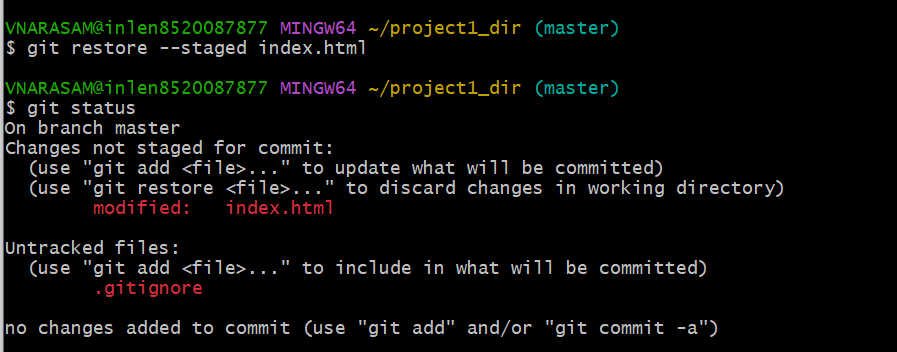 VNARASAM@inlen8520087877 MINGW64 ~/project1_dir (master)
$ git restore --staged index.html
VNARASAM@inlen8520087877 MINGW64 ~/project1_dir (master)
$ git status
On branch master
Changes not staged for commit:
  (use "git add <file>..." to update what will be committed)
  (use "git restore <file>..." to discard changes in working directory)
        modified:   index.html
Untracked files:
  (use "git add <file>..." to include in what will be committed)
        .gitignore
no changes added to commit (use "git add" and/or "git commit -a")